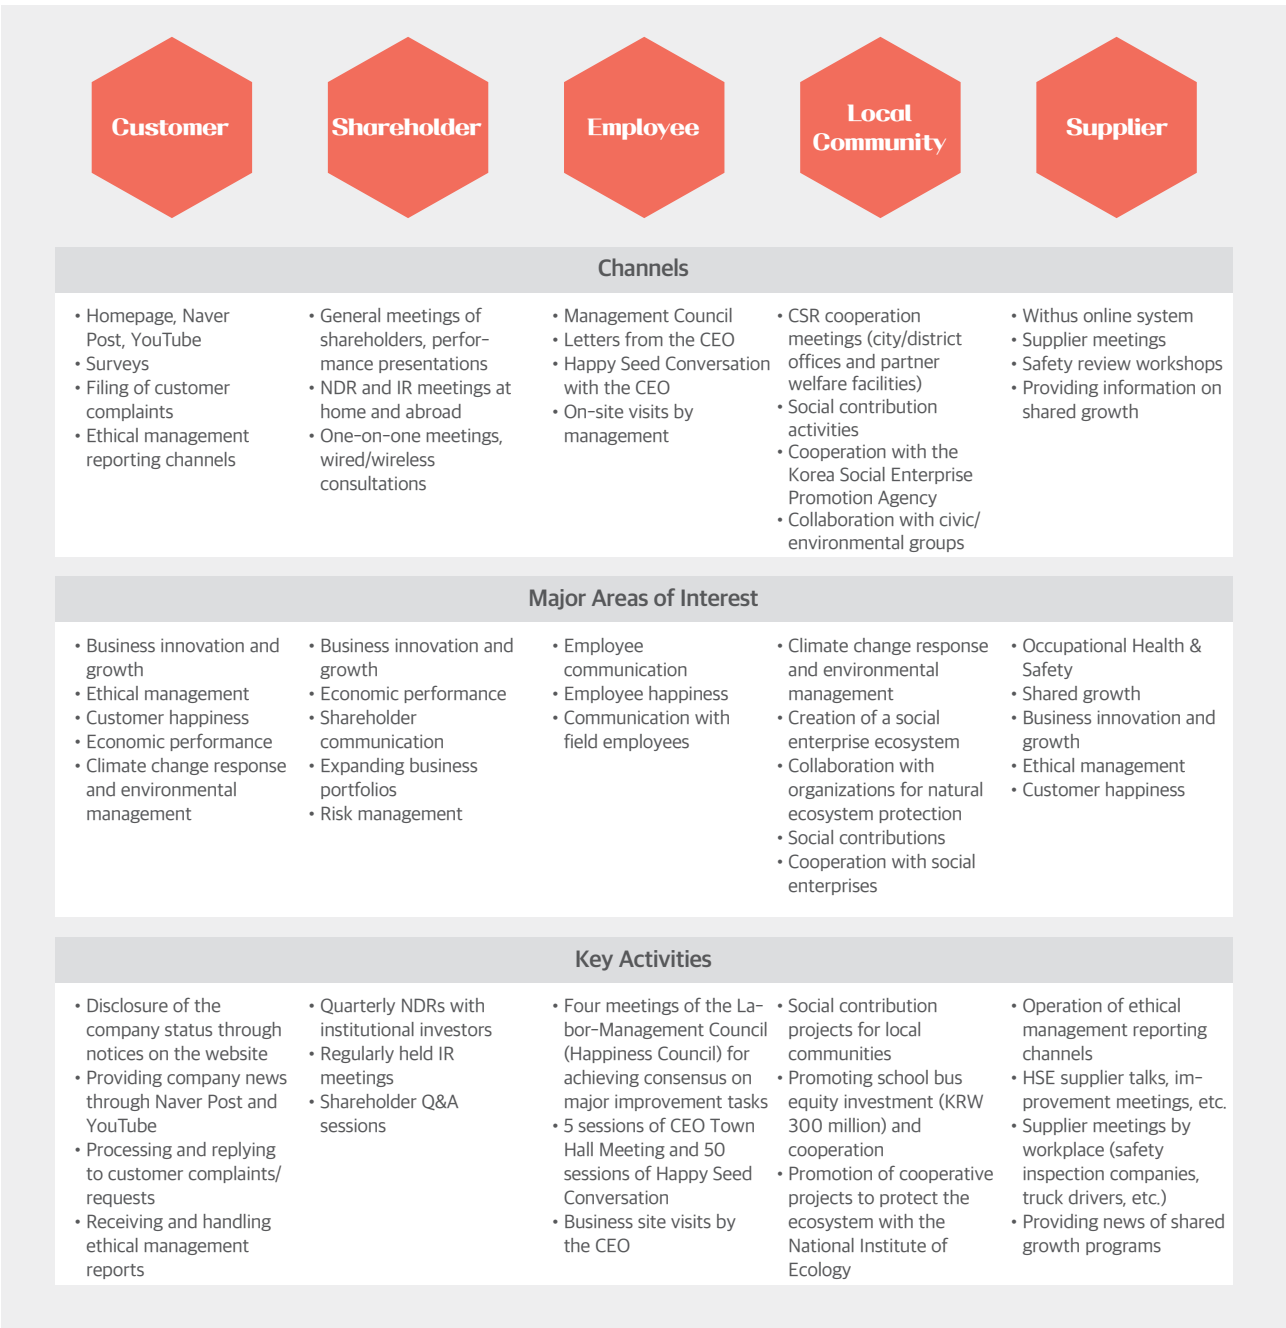 Customer
Shareholder
Employee
Local
Community
Supplier
Channels
• Homepage, Naver
Post, YouTube
• Surveys
• Filing of customer
complaints
• Ethical management
reporting channels
• General meetings of
shareholders, perfor-
mance presentations
• NDR and IR meetings at
home and abroad
• One-on-one meetings,
wired/wireless
consultations
• Management Council
• Letters from the CEO
• Happy Seed Conversation
with the CEO
• On-site visits by
management
• CSR cooperation
meetings (city/district
offices and partner
welfare facilities)
• Social contribution
activities
• Cooperation with the
Korea Social Enterprise
Promotion Agency
• Collaboration with civic/
environmental groups
• Withus online system
• Supplier meetings
• Safety review workshops
• Providing information on
shared growth
Major Areas of Interest
• Business innovation and
growth
• Ethical management
• Customer happiness
• Economic performance
• Climate change response
and environmental
management
• Business innovation and
growth
• Economic performance
• Shareholder
communication
• Expanding business
portfolios
• Risk management
• Employee
communication
• Employee happiness
• Communication with
field employees
• Climate change response
and environmental
management
• Creation of a social
enterprise ecosystem
• Collaboration with
organizations for natural
ecosystem protection
• Social contributions
• Cooperation with social
enterprises
• Occupational Health &
Safety
• Shared growth
• Business innovation and
growth
• Ethical management
• Customer happiness
Key Activities
• Disclosure of the
company status through
notices on the website
• Providing company news
through Naver Post and
YouTube
• Processing and replying
to customer complaints/
requests
• Receiving and handling
ethical management
reports
• Quarterly NDRs with
institutional investors
• Regularly held IR
meetings
• Shareholder Q&A
sessions
• Four meetings of the La-
bor-Management Council
(Happiness Council) for
achieving consensus on
major improvement tasks
• 5 sessions of CEO Town
Hall Meeting and 50
sessions of Happy Seed
Conversation
• Business site visits by
the CEO
• Social contribution
projects for local
communities
• Promoting school bus
equity investment (KRW
300 million) and
cooperation
• Promotion of cooperative
projects to protect the
ecosystem with the
National Institute of
Ecology
• Operation of ethical
management reporting
channels
• HSE supplier talks, im-
provement meetings, etc.
• Supplier meetings by
workplace (safety
inspection companies,
truck drivers, etc.)
• Providing news of shared
growth programs